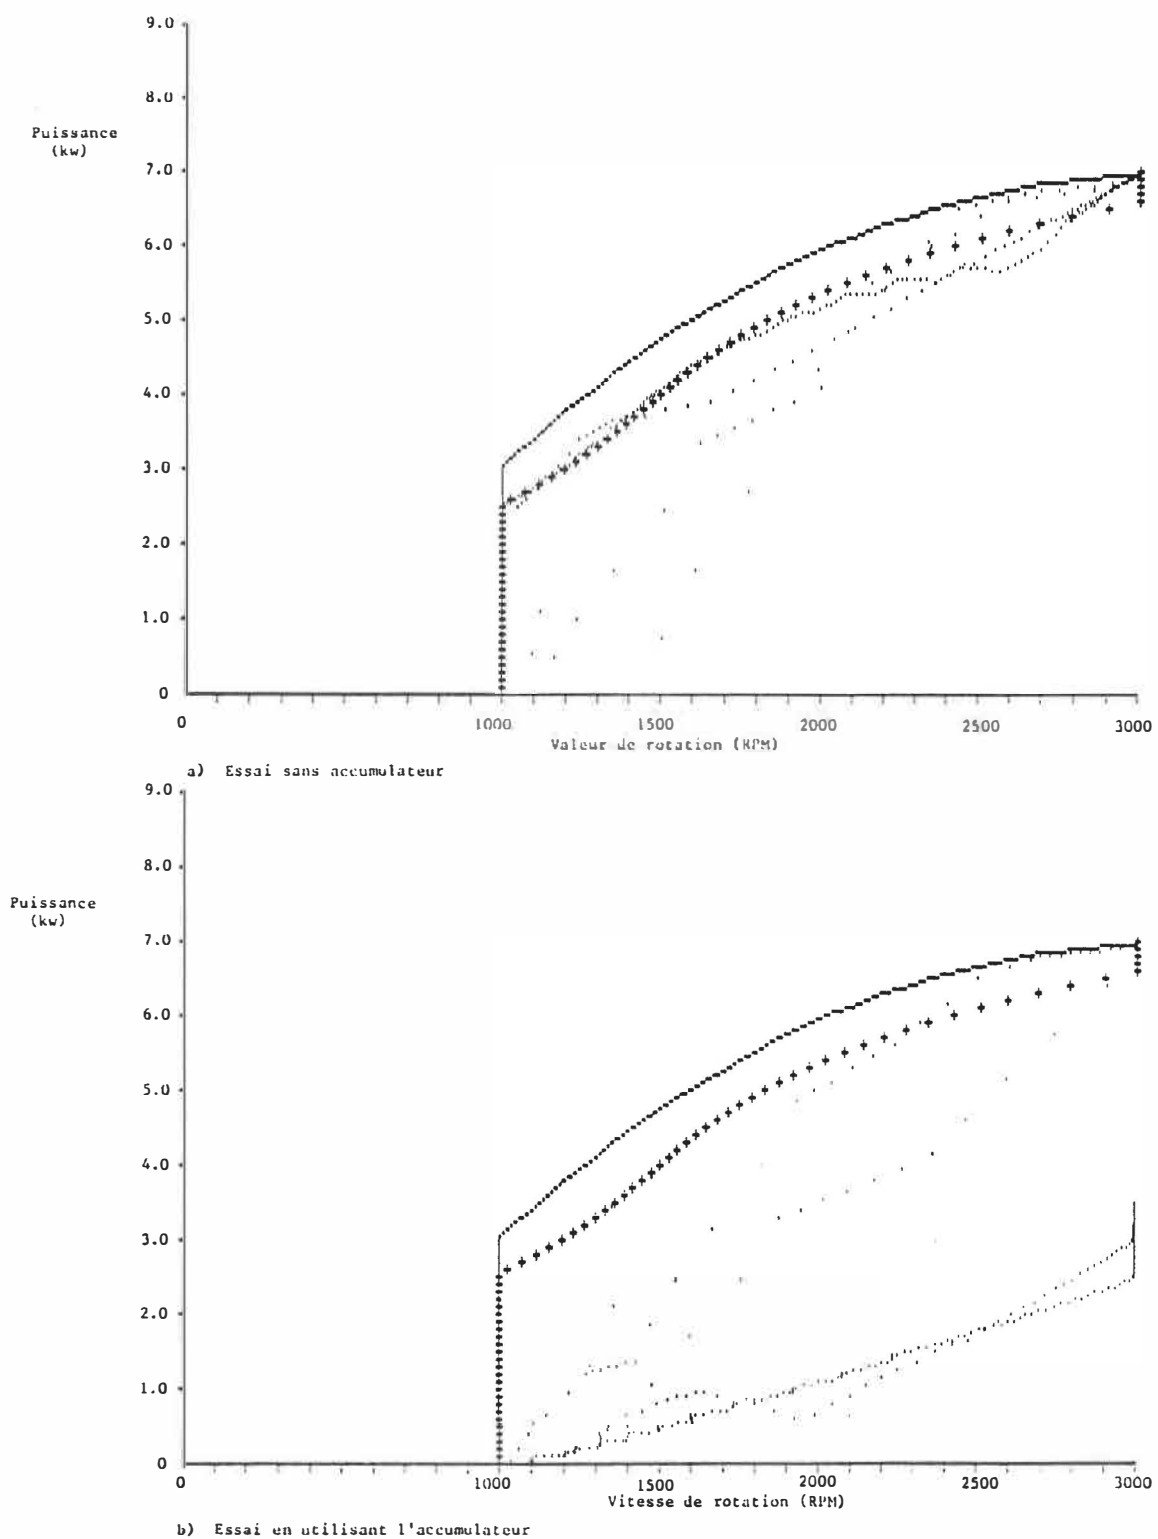 9.0
8.0
Puissance
(kw)
7.0
6.0
5.0
4.0
3.0
2.0
1.0
0
0 1000 1500 2000 2500 3000
Valeur de rotation (RPM)
a) Essai sans accumulateur
9.0
8.0
Puissance
(kw)
7.0
6.0
5.0
4.0
3.0
2.0
1.0
0
0 1000 1500 2000 2500 3000
Vitesse de rotation (RPM)
b) Essai en utilisant l'accumulateur